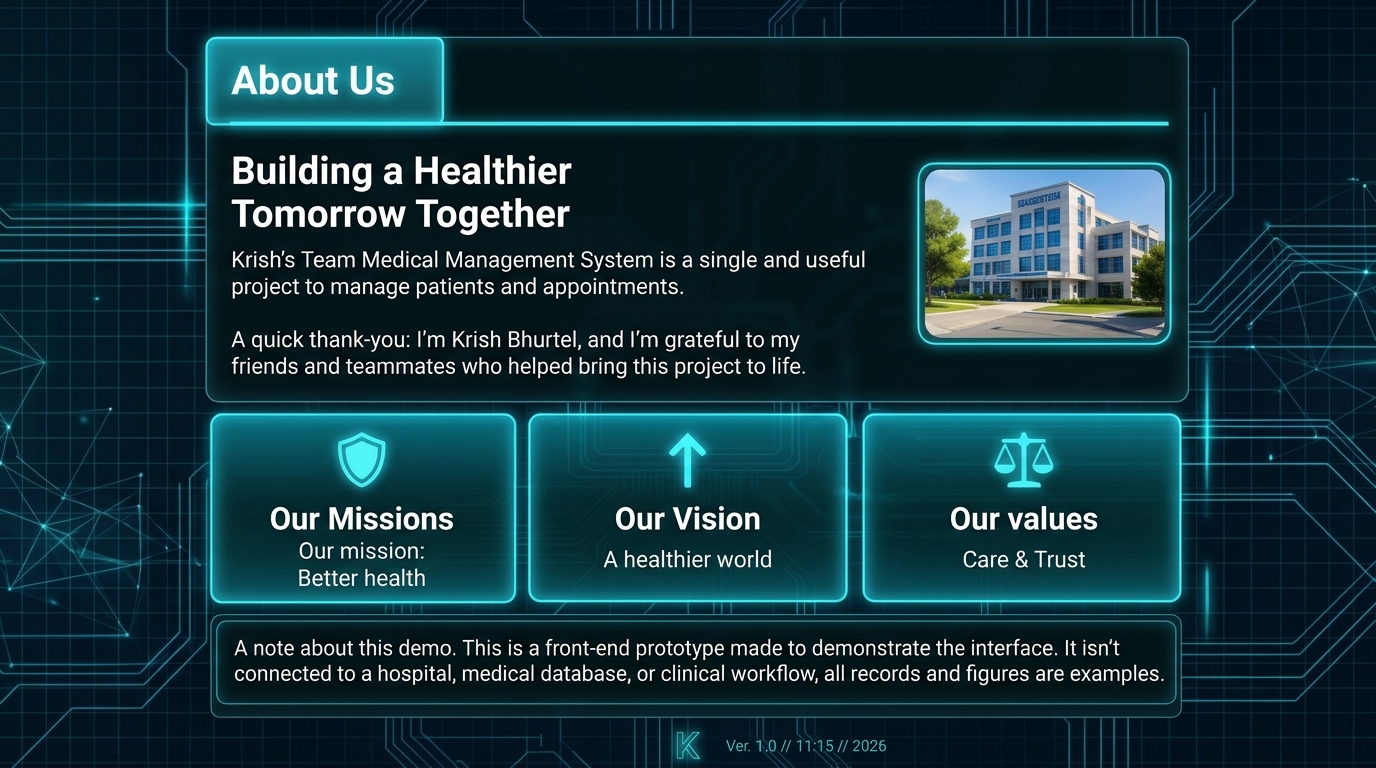 About Us
Building a Healthier
Tomorrow Together
Krish's Team Medical Management System is a single and useful
project to manage patients and appointments.
A quick thank-you: I'm Krish Bhurtel, and I'm grateful to my
friends and teammates who helped bring this project to life.
Our Missions
Our mission:
Better health
Our Vision
A healthier world
Our values
Care & Trust
A note about this demo. This is a front-end prototype made to demonstrate the interface. It isn't
connected to a hospital, medical database, or clinical workflow, all records and figures are examples.
K
Ver. 1.0 // 11:15 // 2026